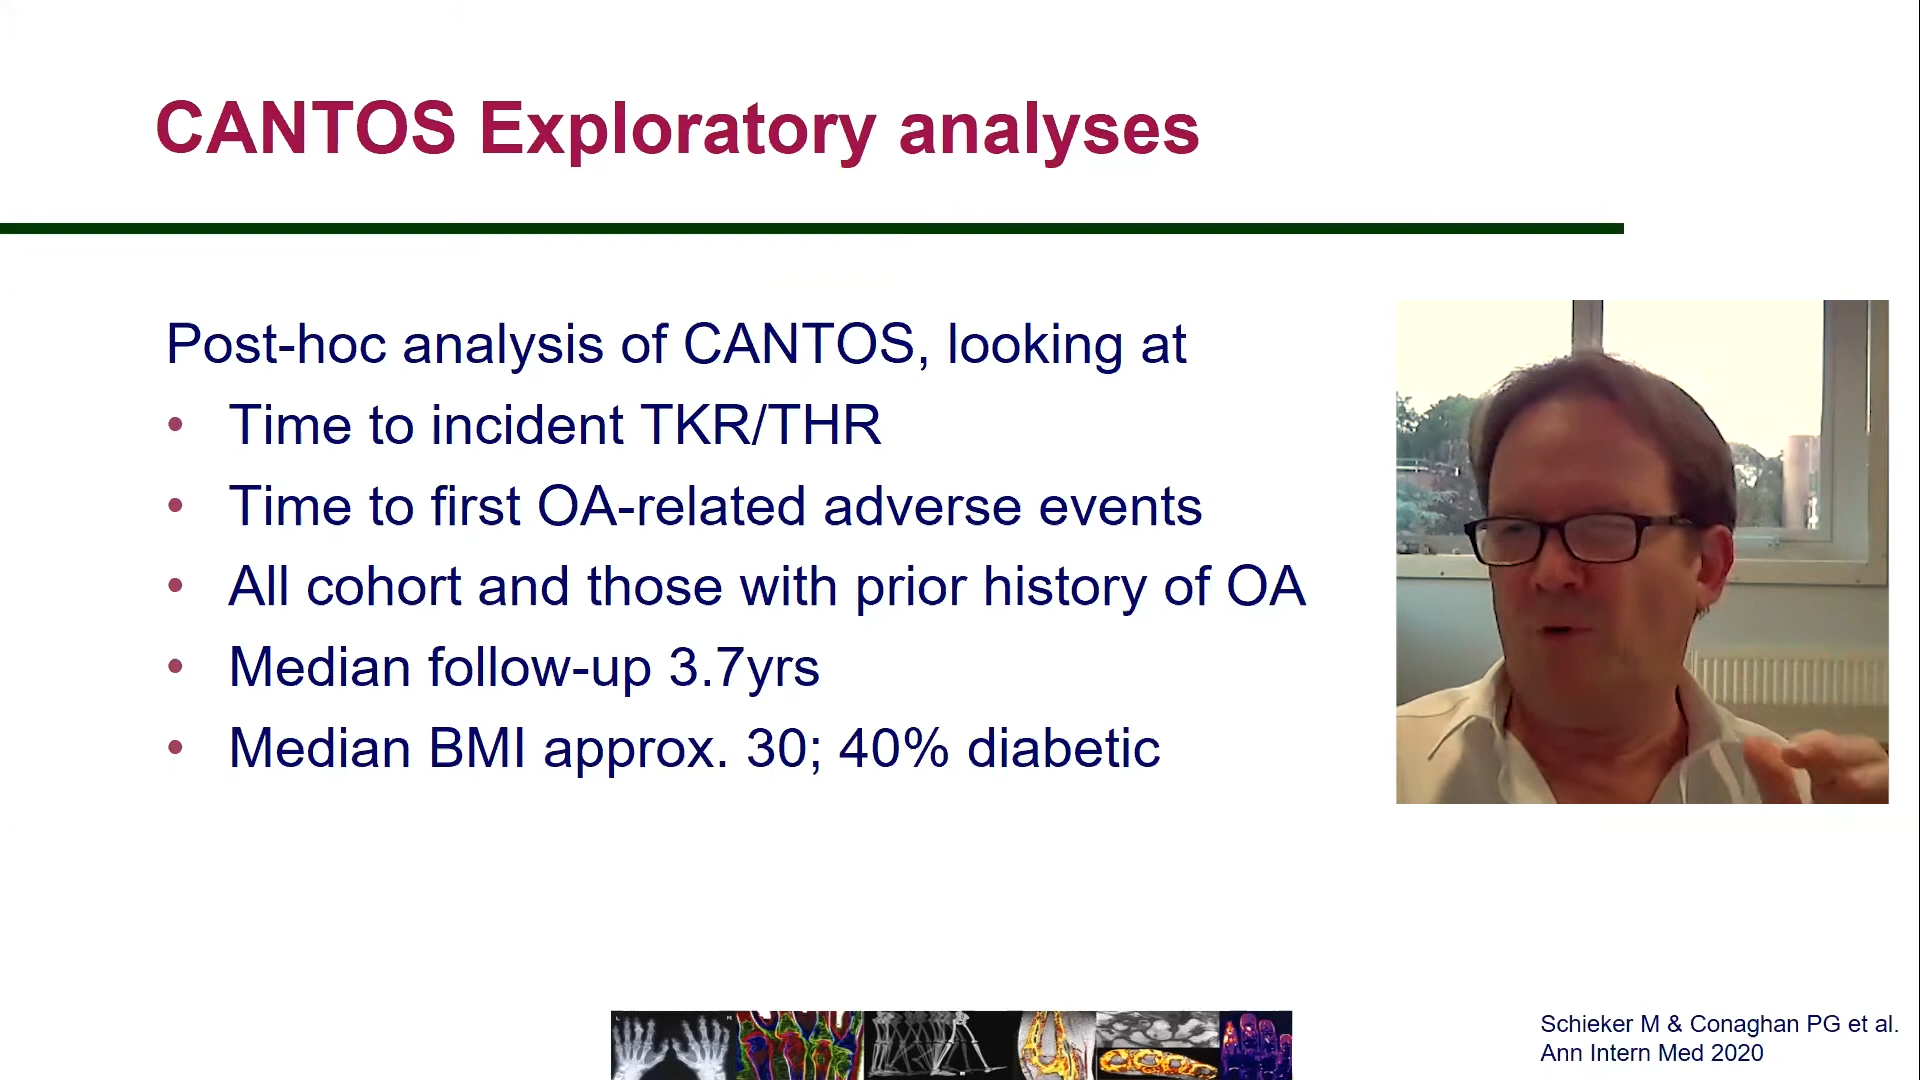 CANTOS Exploratory analyses
Post-hoc analysis of CANTOS, looking at
• Time to incident TKR/THR
• Time to first OA-related adverse events
• All cohort and those with prior history of OA
• Median follow-up 3.7yrs
• Median BMI approx. 30; 40% diabetic
Schieker M & Conaghan PG et al.
Ann Intern Med 2020